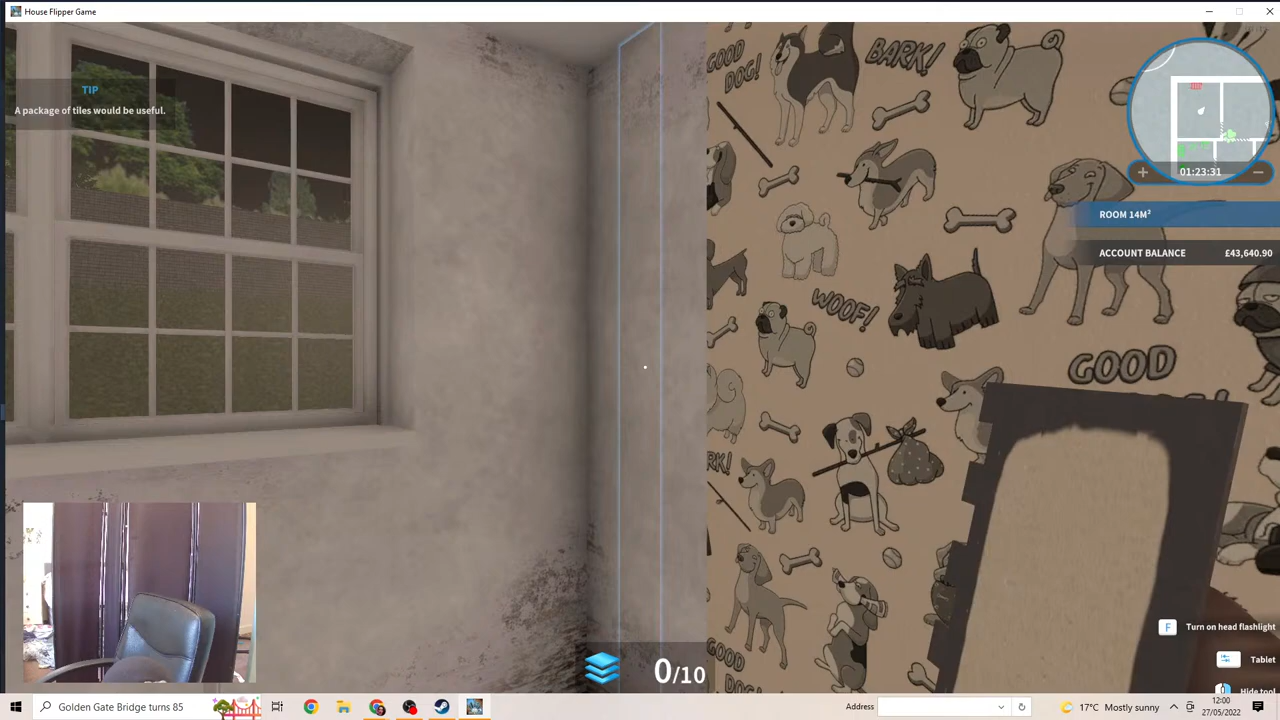 House Flipper Game
TIP
A package of tiles would be useful.
GOOD
DOG!
BARK!
WOOF!
GOOD
GOOD
DOG!
01:23:31
ROOM 14M²
ACCOUNT BALANCE £43,640.90
0/10
F Turn on head flashlight
Tablet
Hide tool
Golden Gate Bridge turns 85
Address
17°C Mostly sunny
12:00
27/05/2022